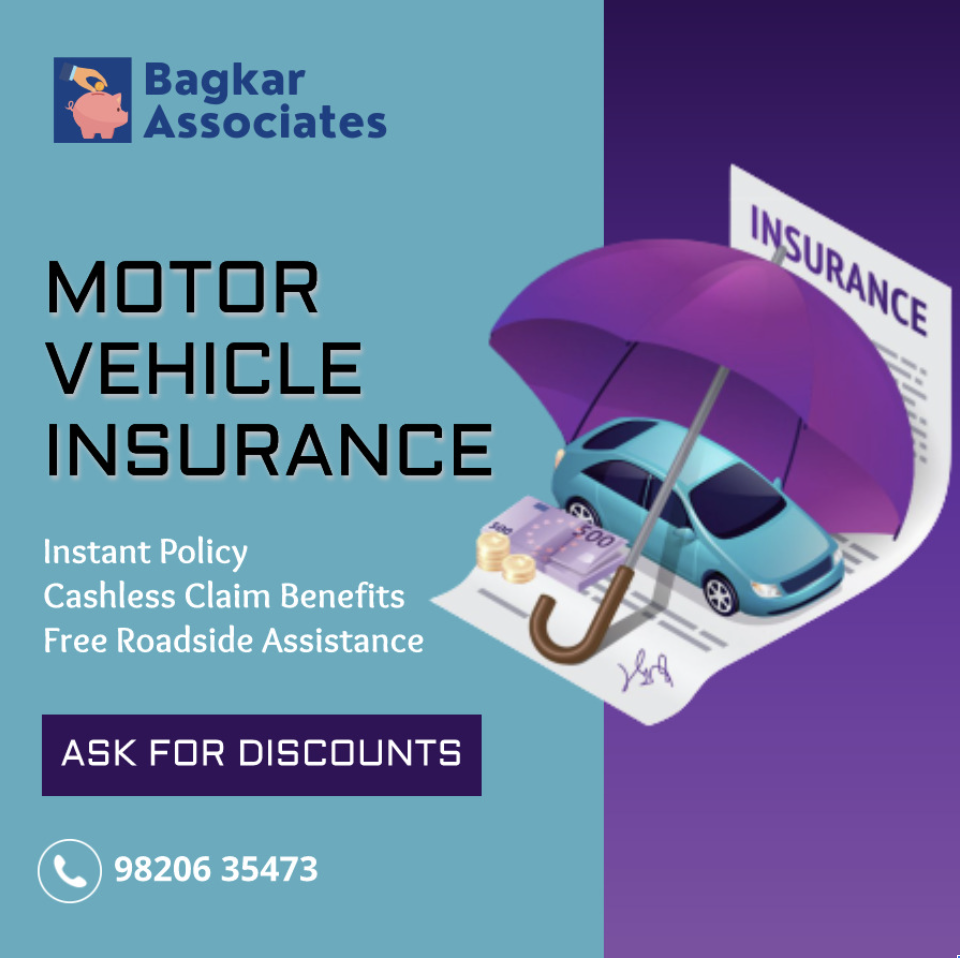 Bagkar
Associates
INSURANCE
MOTOR
VEHICLE
INSURANCE
500
500
Instant Policy
Cashless Claim Benefits
Free Roadside Assistance
ASK FOR DISCOUNTS
98206 35473